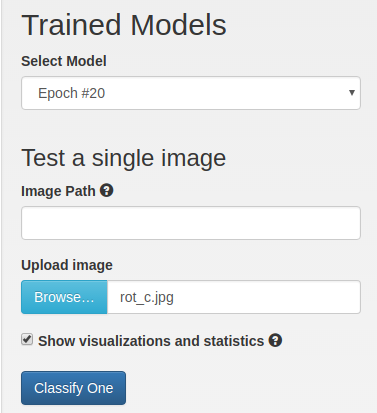 Trained Models
Select Model
Epoch #20
Test a single image
Image Path
Upload image
Browse...
rot_c.jpg
Show visualizations and statistics
Classify One